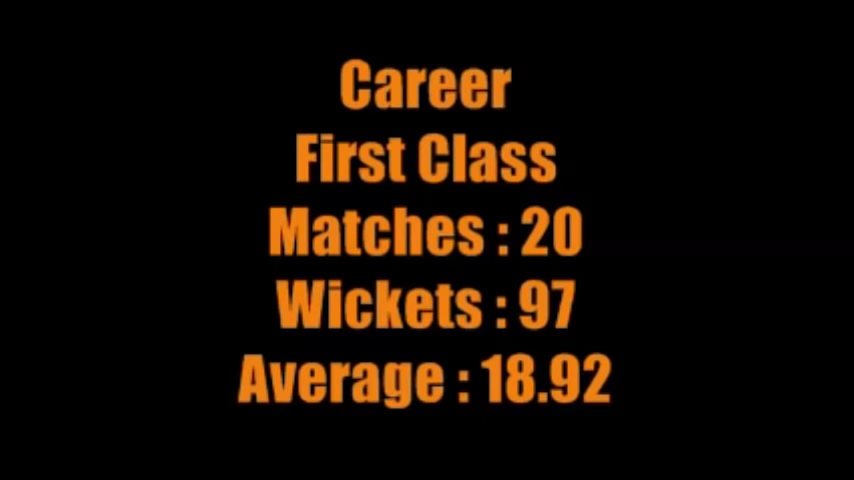 Career
First Class
Matches : 20
Wickets : 97
Average : 18.92